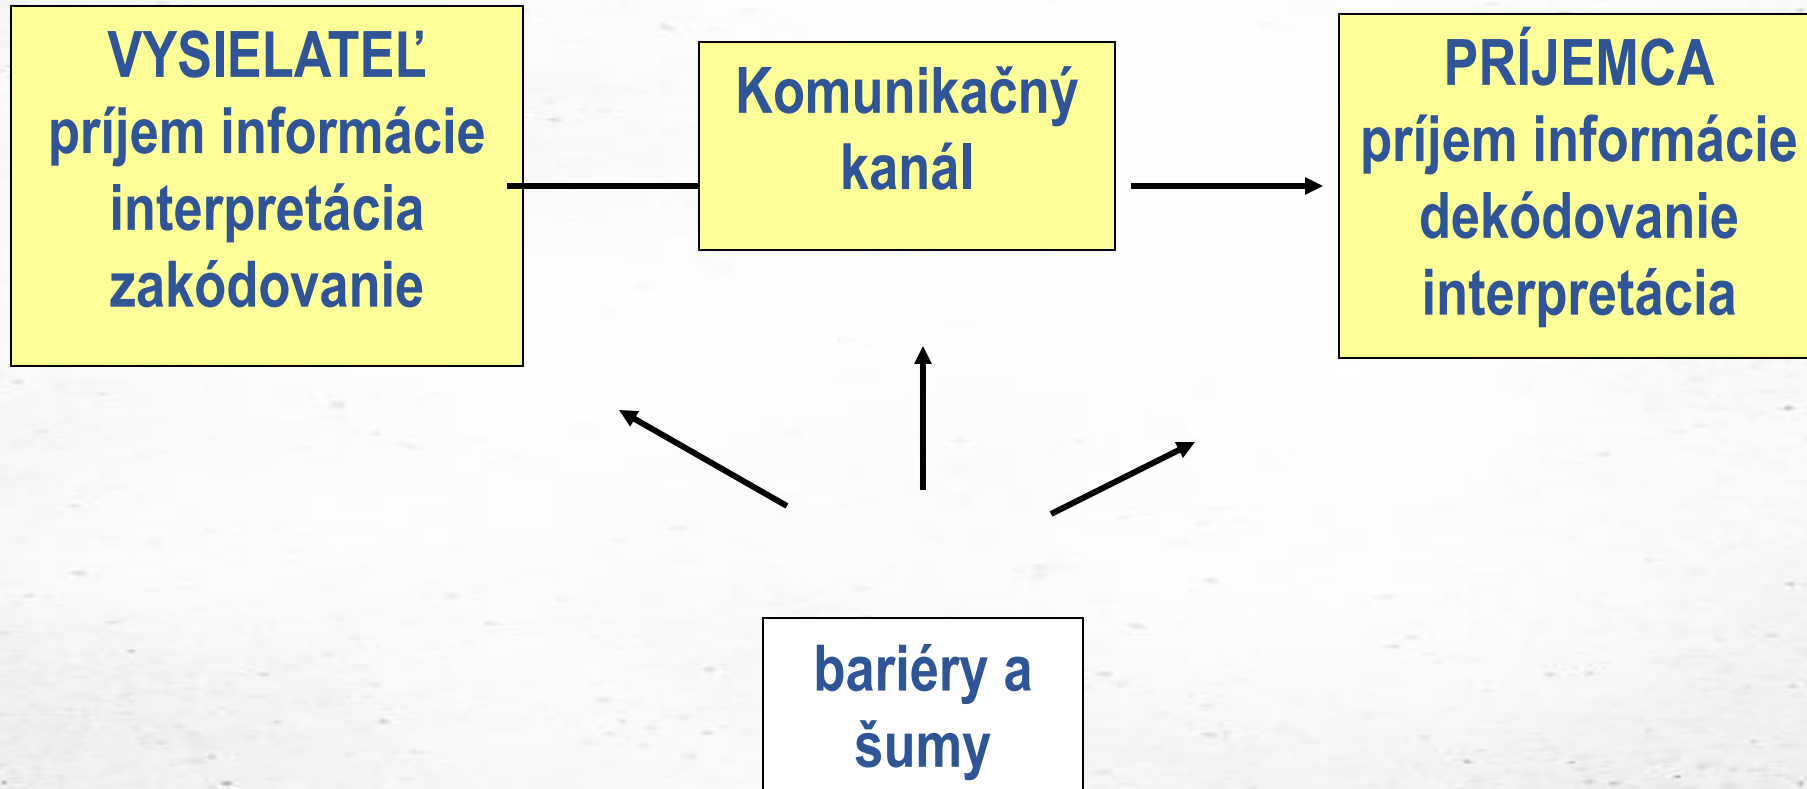 VYSIELATEĽ
príjem informácie
interpretácia
zakódovanie
Komunikačný
kanál
PRÍJEMCA
príjem informácie
dekódovanie
interpretácia
bariéry a
šumy